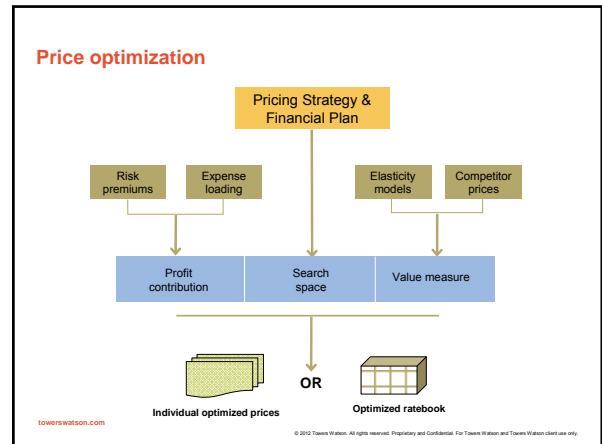 Price optimization
Pricing Strategy &
Financial Plan
Risk
premiums
Expense
loading
Elasticity
models
Competitor
prices
Profit
contribution
Search
space
Value measure
OR
Individual optimized prices
Optimized ratebook
towerswatson.com
© 2012 Towers Watson. All rights reserved. Proprietary and Confidential. For Towers Watson and Towers Watson client use only.